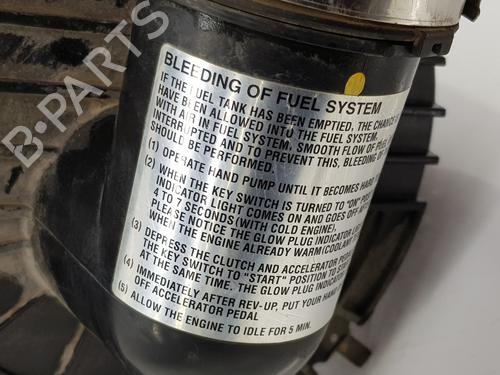 BLEEDING OF FUEL SYSTEM
IF THE FUEL TANK HAS BEEN EMPTIED, THE CHANCE
HAVE BEEN ALLOWED INTO THE FUEL SYSTEM.
WITH AIR IN FUEL SYSTEM, SMOOTH FLOW OF FUEL
INTERRUPTED AND TO PREVENT THIS, BLEEDING OF
SHOULD BE PERFORMED.
(1) OPERATE HAND PUMP UNTIL IT BECOMES HARD
(2) WHEN THE KEY SWITCH IS TURNED TO "ON"
INDICATOR LIGHT COMES ON AND GOES OFF
4 TO 7 SECONDS (WITH COLD ENGINE).
PLEASE NOTICE THE GLOW PLUG INDICATOR
WHEN THE ENGINE ALREADY WARM (COOLANT
(3) DEPRESS THE CLUTCH AND ACCELERATOR
THE KEY SWITCH TO "START" POSITION TO
AT THE SAME TIME. THE GLOW PLUG
(4) IMMEDIATELY AFTER REV-UP, PUT YOUR
OFF ACCELERATOR PEDAL
(5) ALLOW THE ENGINE TO IDLE FOR 5 MIN.
B-PARTS